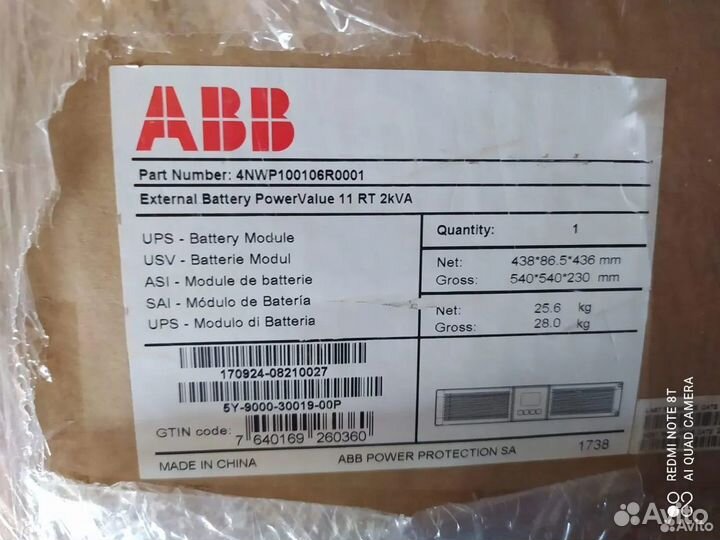 ABB
Part Number: 4NWP100106R0001
External Battery PowerValue 11 RT 2kVA
UPS - Battery Module
USV - Batterie Modul
ASI - Module de batterie
SAI - Módulo de Batería
UPS - Modulo di Batteria
Quantity: 1
Net: 438*86.5*436 mm
Gross: 540*540*230 mm
Net: 25.6 kg
Gross: 28.0 kg
170924-08210027
5Y-9000-30019-00P
GTIN code: 7 640169 260360
MADE IN CHINA
ABB POWER PROTECTION SA
1738
REDMI NOTE 8T
AI QUAD CAMERA
Avito
Avito